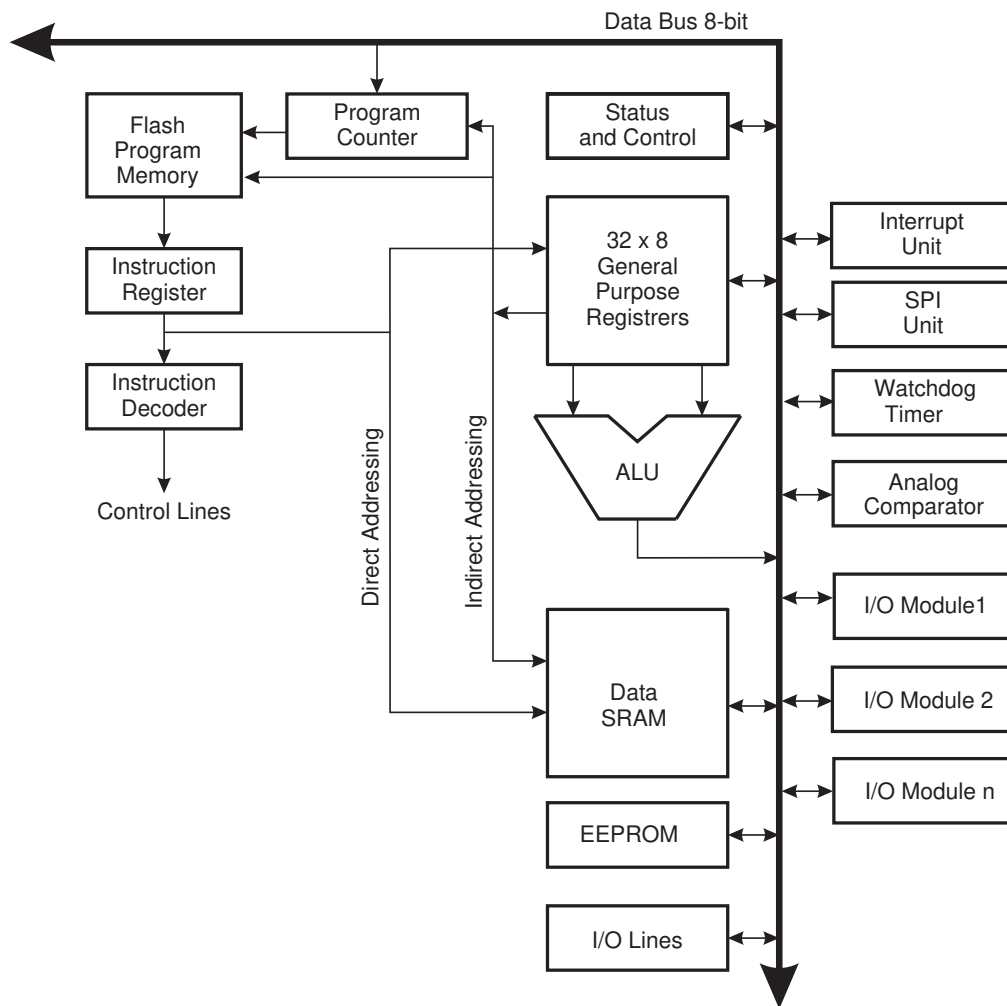 Data Bus 8-bit
Flash
Program
Memory
Program
Counter
Status
and Control
Interrupt
Unit
32 x 8
General
Purpose
Registrers
Instruction
Register
SPI
Unit
Instruction
Decoder
Watchdog
Timer
ALU
Analog
Comparator
Control Lines
Direct Addressing
Indirect Addressing
I/O Module1
Data
SRAM
I/O Module 2
I/O Module n
EEPROM
I/O Lines